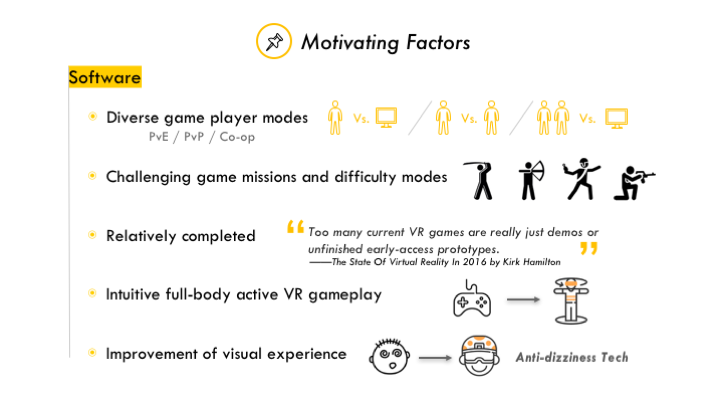 Motivating Factors
Software
Diverse game player modes
Vs.
Vs.
Vs.
PvE / PvP / Co-op
Challenging game missions and difficulty modes
Relatively completed
“Too many current VR games are really just demos or
unfinished early-access prototypes.”
——The State Of Virtual Reality In 2016 by Kirk Hamilton
Intuitive full-body active VR gameplay
Improvement of visual experience
Anti-dizziness Tech